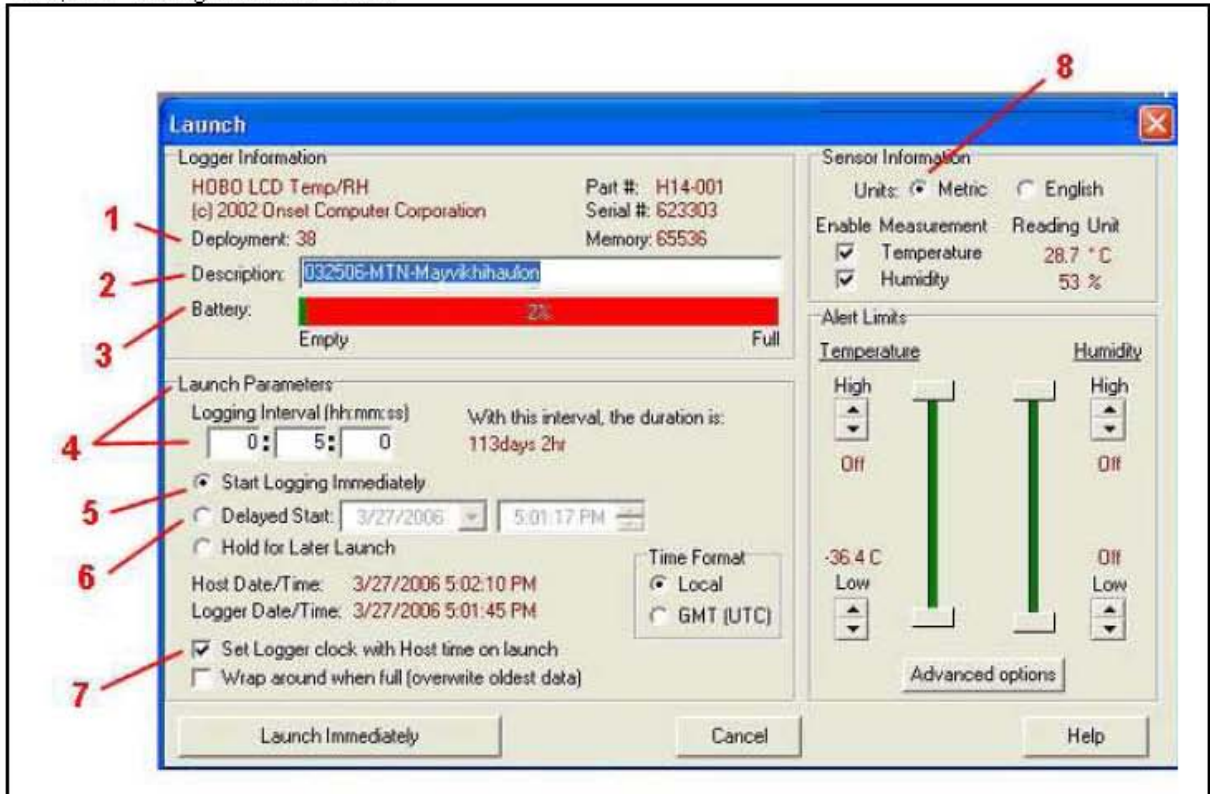 8
Launch
Logger Information
HOBO LCD Temp/RH
(c) 2002 Onset Computer Corporation
Part #: H14-001
Serial #: 623303
1
Deployment: 38
Memory: 65536
2
Description: 032506-MTN-Mayvikhihaulon
3
Battery: 2%
Empty Full
Sensor Information
Units: Metric English
Enable Measurement Reading Unit
Temperature 28.7 °C
Humidity 53 %
Alert Limits
Temperature Humidity
High High
Off Off
-36.4 C Off
Low Low
Advanced options
4
Launch Parameters
Logging Interval (hh:mm:ss)
0: 5: 0
With this interval, the duration is:
113days 2hr
5
Start Logging Immediately
6
Delayed Start: 3/27/2006 5:01:17 PM
Hold for Later Launch
Time Format
Local
GMT (UTC)
Host Date/Time: 3/27/2006 5:02:10 PM
Logger Date/Time: 3/27/2006 5:01:45 PM
7
Set Logger clock with Host time on launch
Wrap around when full (overwrite oldest data)
Launch Immediately Cancel Help